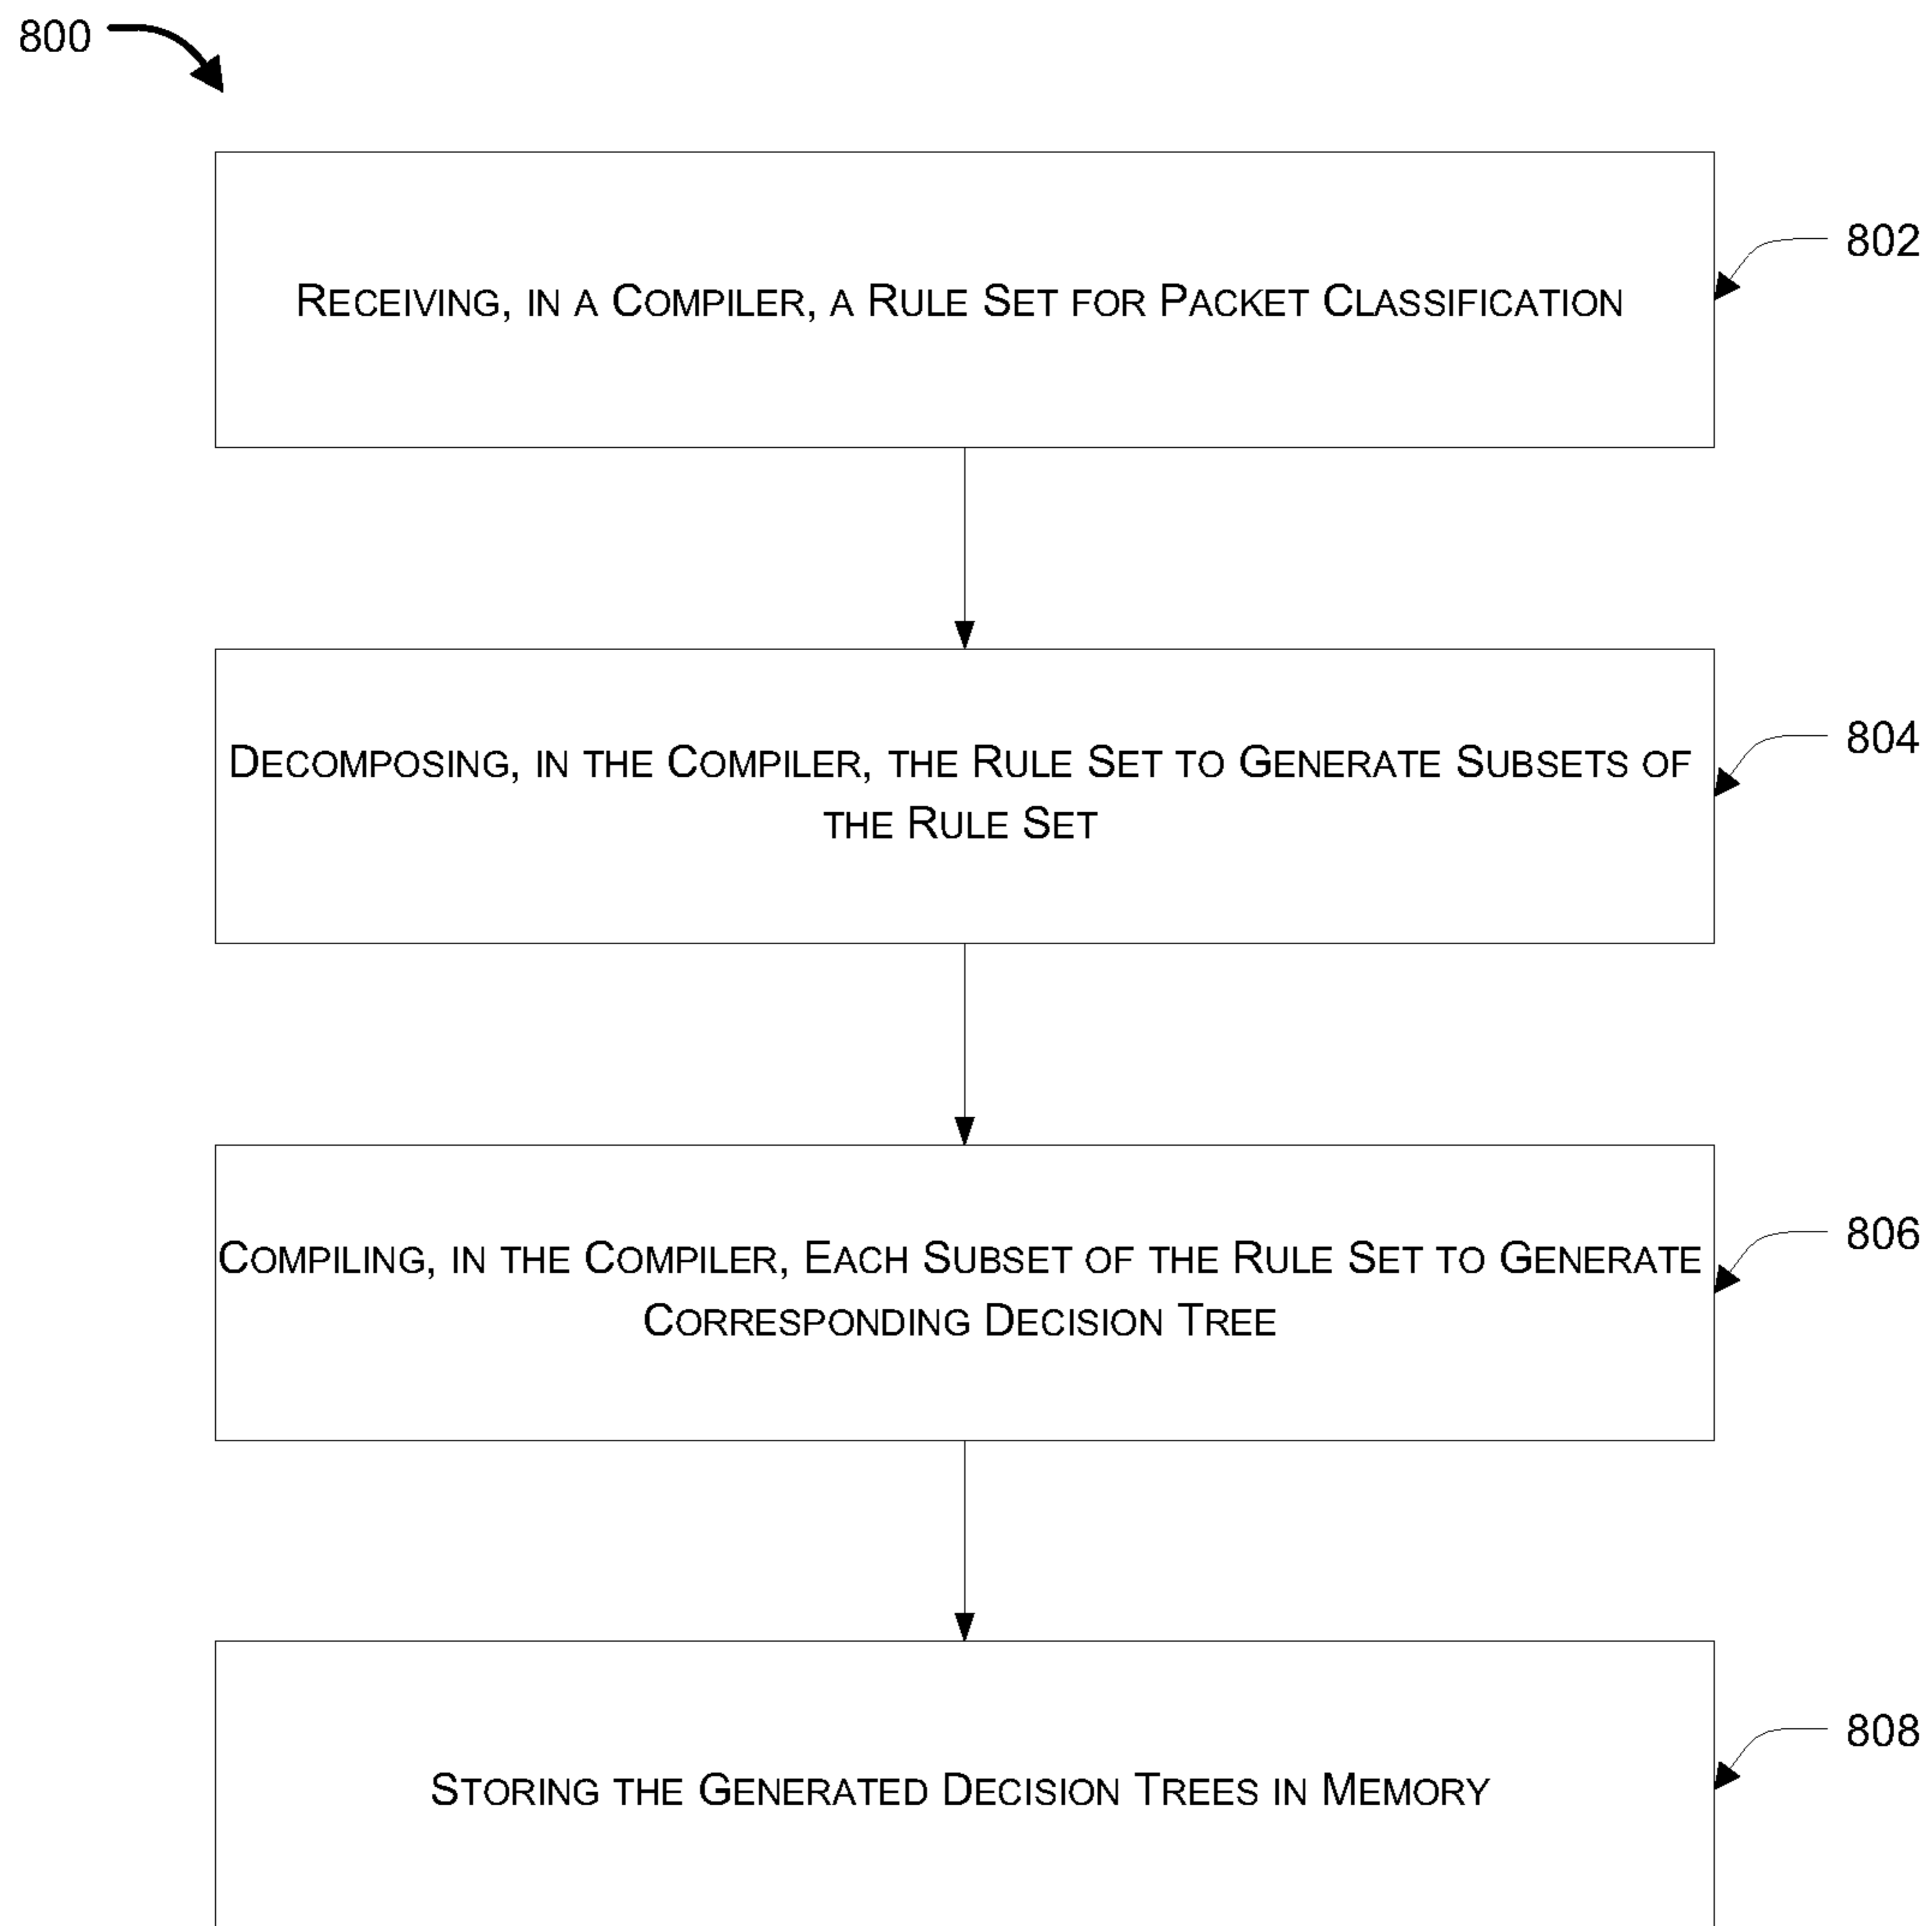 800
802
RECEIVING, IN A COMPILER, A RULE SET FOR PACKET CLASSIFICATION
804
DECOMPOSING, IN THE COMPILER, THE RULE SET TO GENERATE SUBSETS OF
THE RULE SET
806
COMPILING, IN THE COMPILER, EACH SUBSET OF THE RULE SET TO GENERATE
CORRESPONDING DECISION TREE
808
STORING THE GENERATED DECISION TREES IN MEMORY